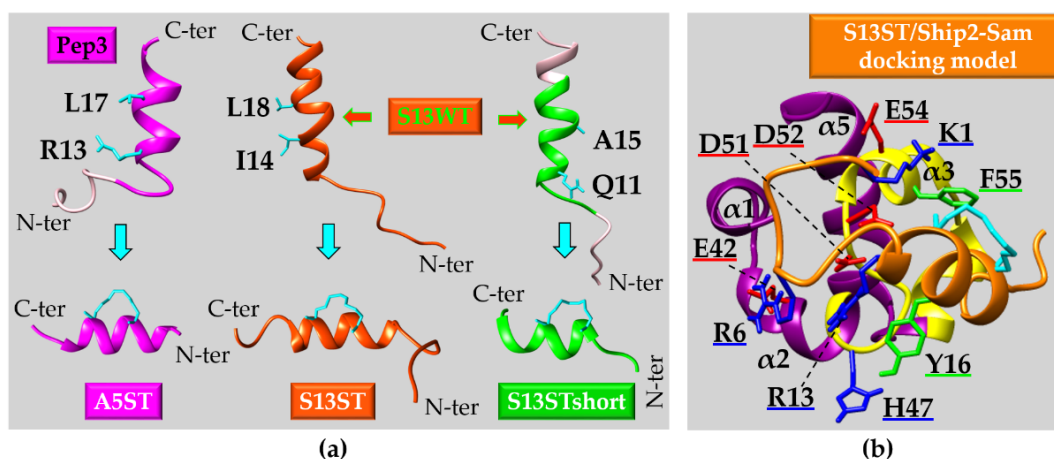 Pep3
C-ter
L17
R13
N-ter
C-ter
L18
I14
N-ter
S13WT
C-ter
A15
Q11
N-ter
C-ter
N-ter
A5ST
C-ter
N-ter
S13ST
C-ter
N-ter
S13STshort
(a)
S13ST/Ship2-Sam
docking model
α5
E54
D51
D52
K1
α3
F55
α1
E42
R6
α2
Y16
R13
H47
(b)